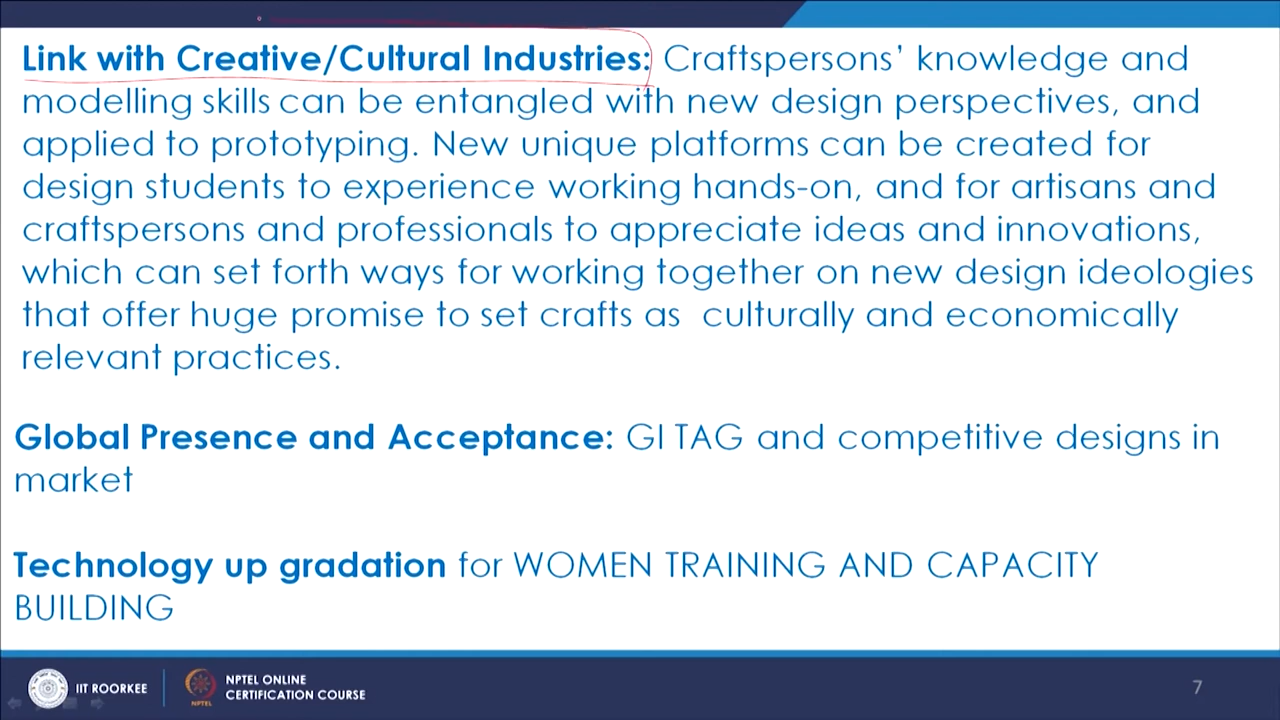 Link with Creative/Cultural Industries: Craftspersons’ knowledge and
modelling skills can be entangled with new design perspectives, and
applied to prototyping. New unique platforms can be created for
design students to experience working hands-on, and for artisans and
craftspersons and professionals to appreciate ideas and innovations,
which can set forth ways for working together on new design ideologies
that offer huge promise to set crafts as culturally and economically
relevant practices.
Global Presence and Acceptance: GI TAG and competitive designs in
market
Technology up gradation for WOMEN TRAINING AND CAPACITY
BUILDING
IIT ROORKEE
NPTEL
NPTEL ONLINE
CERTIFICATION COURSE
7